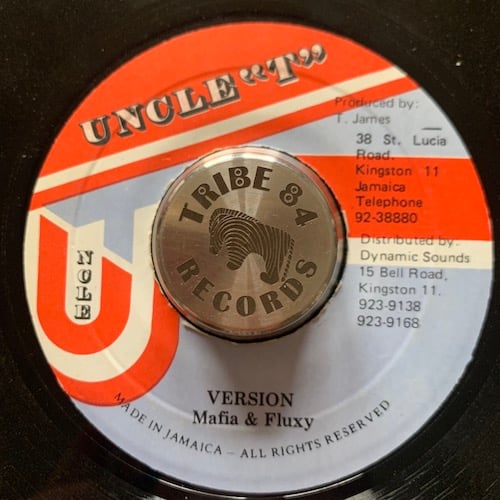 UNCLE "T"
Produced by:
T. James
38 St. Lucia
Road.
Kingston 11
Jamaica
Telephone
92-38880
Distributed by:
Dynamic Sounds
15 Bell Road,
Kingston 11.
923-9138
923-9168
TRIBE 84
RECORDS
UNCLE
VERSION
Mafia & Fluxy
MADE IN JAMAICA – ALL RIGHTS RESERVED